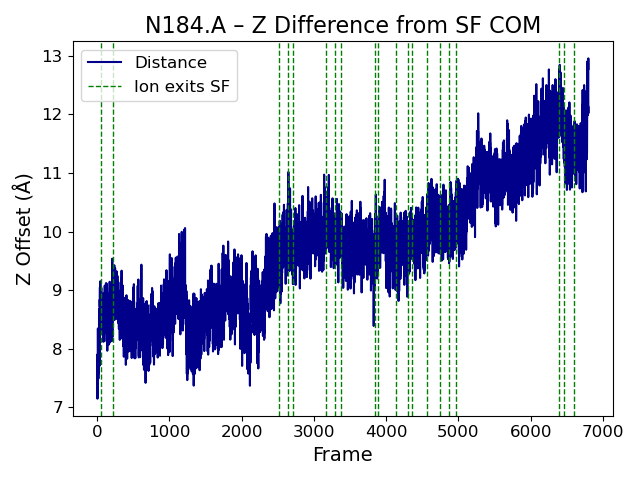 N184.A – Z Difference from SF COM
Distance
Ion exits SF
Z Offset (Å)
13
12
11
10
9
8
7
0 1000 2000 3000 4000 5000 6000 7000
Frame